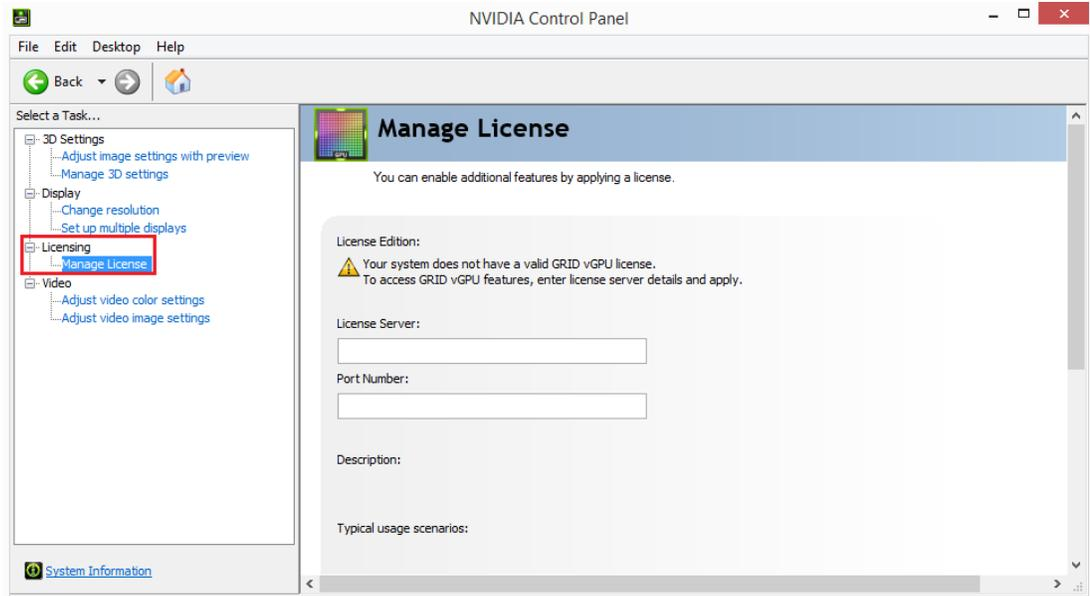 NVIDIA Control Panel
File Edit Desktop Help
Back
Select a Task...
3D Settings
Adjust image settings with preview
Manage 3D settings
Display
Change resolution
Set up multiple displays
Licensing
Manage License
Video
Adjust video color settings
Adjust video image settings
System Information
GPU
Manage License
You can enable additional features by applying a license.
License Edition:
Your system does not have a valid GRID vGPU license.
To access GRID vGPU features, enter license server details and apply.
License Server:
Port Number:
Description:
Typical usage scenarios: